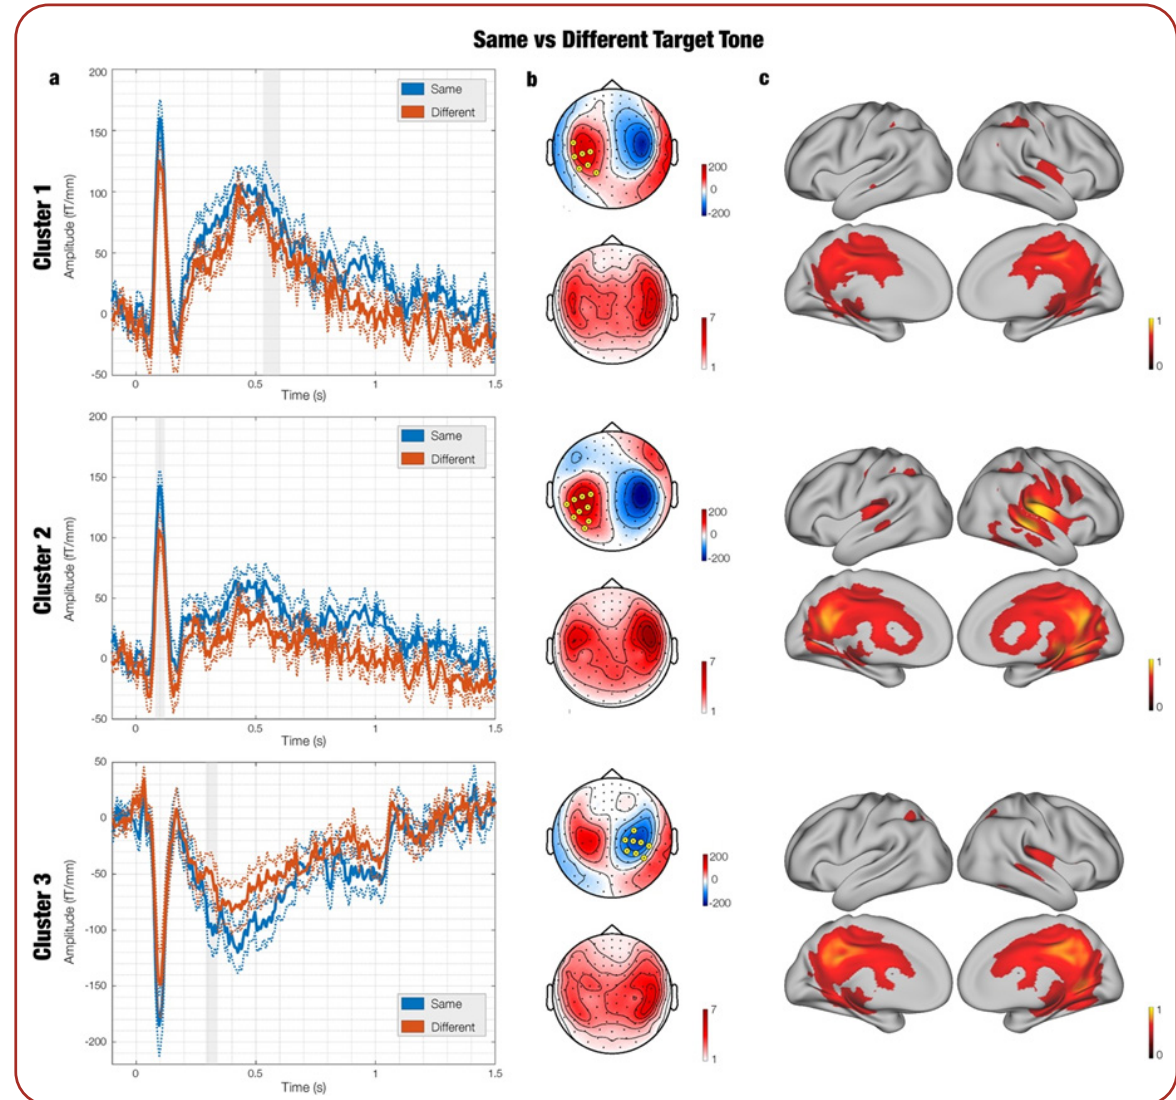 Same vs Different Target Tone
a
b
c
Cluster 1
Amplitude (fT/mm)
200
150
100
50
0
-50
0
0.5
1
1.5
Time (s)
Same
Different
200
0
-200
7
1
1
0
Cluster 2
Amplitude (fT/mm)
200
150
100
50
0
-50
0
0.5
1
1.5
Time (s)
Same
Different
200
0
-200
7
1
1
0
Cluster 3
Amplitude (fT/mm)
50
0
-50
-100
-150
-200
0
0.5
1
1.5
Time (s)
Same
Different
200
0
-200
7
1
1
0